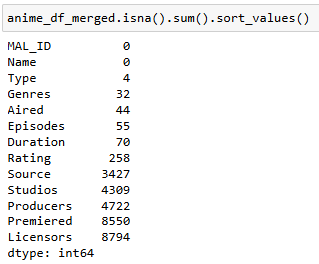 anime_df_merged.isna().sum().sort_values()
MAL_ID 0
Name 0
Type 4
Genres 32
Aired 44
Episodes 55
Duration 70
Rating 258
Source 3427
Studios 4309
Producers 4722
Premiered 8550
Licensors 8794
dtype: int64